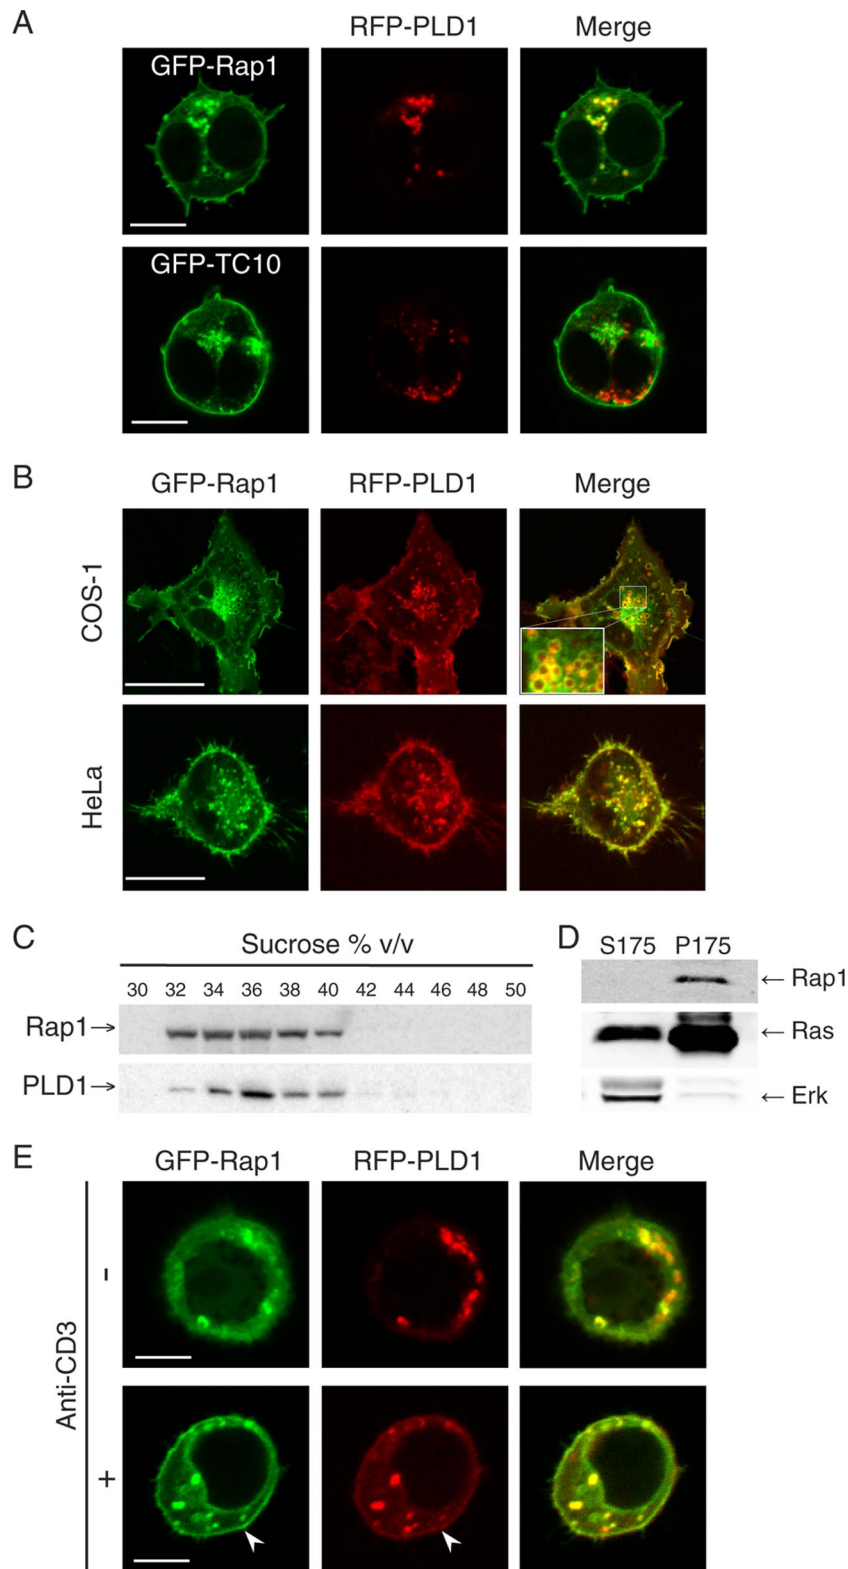 A
RFP-PLD1 Merge
GFP-Rap1
GFP-TC10
B
GFP-Rap1 RFP-PLD1 Merge
COS-1
HeLa
C
Sucrose % v/v
30 32 34 36 38 40 42 44 46 48 50
Rap1→
PLD1→
D
S175 P175
← Rap1
← Ras
← Erk
E
GFP-Rap1 RFP-PLD1 Merge
Anti-CD3
-
+